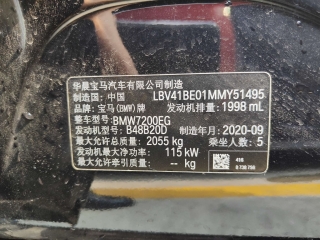 华晨宝马汽车有限公司制造
制造国：中国 LBV41BE01MMY51495
品牌：宝马(BMW)牌 发动机排量：1998 mL
整车型号：BMW7200EG
发动机型号：B48B20D 制造年月：2020-09
最大允许总质量：2055 kg 乘坐人数：5
发动机最大净功率：115 kW
最大允许牵引质量：-- kg